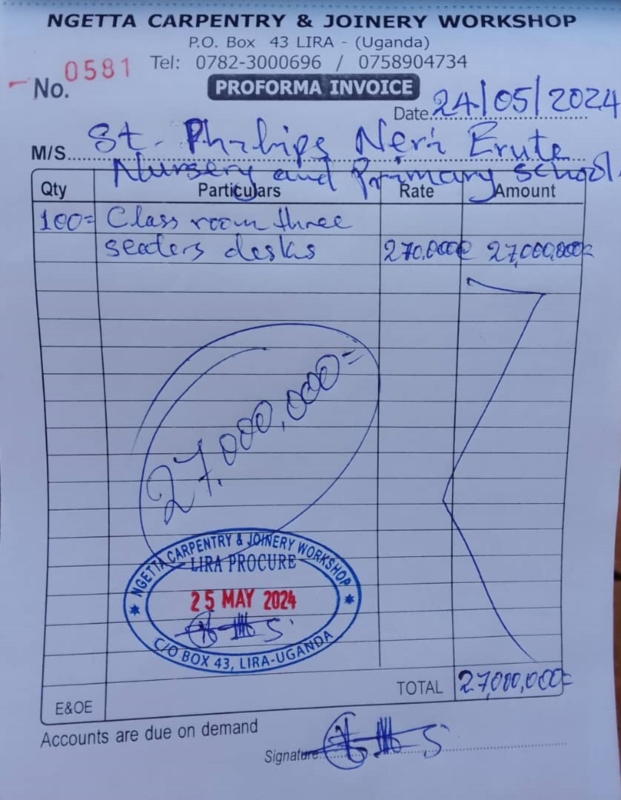 NGETTA CARPENTRY & JOINERY WORKSHOP
P.O. Box 43 LIRA - (Uganda)
Tel: 0782-3000696 / 0758904734
No. 0581
PROFORMA INVOICE
Date 24/05/2024
M/S. St. Philips Neri Erute
Nursery and Primary school.
Qty Particulars Rate Amount
100= Class room three
seaters desks 270,000= 27,000,000=
27,000,000=
NGETTA CARPENTRY & JOINERY WORKSHOP
LIRA PROCURE
25 MAY 2024
C/O BOX 43, LIRA-UGANDA
TOTAL 27,000,000=
E&OE
Accounts are due on demand
Signature